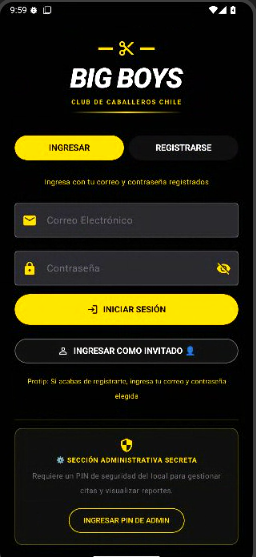 9:59
BIG BOYS
CLUB DE CABALLEROS CHILE
INGRESAR
REGISTRARSE
Ingresa con tu correo y contraseña registrados
Correo Electrónico
Contraseña
INICIAR SESIÓN
INGRESAR COMO INVITADO 👤
Protip: Si acabas de registrarte, ingresa tu correo y contraseña
elegida
⚙️ SECCIÓN ADMINISTRATIVA SECRETA
Requiere un PIN de seguridad del local para gestionar
citas y visualizar reportes.
INGRESAR PIN DE ADMIN